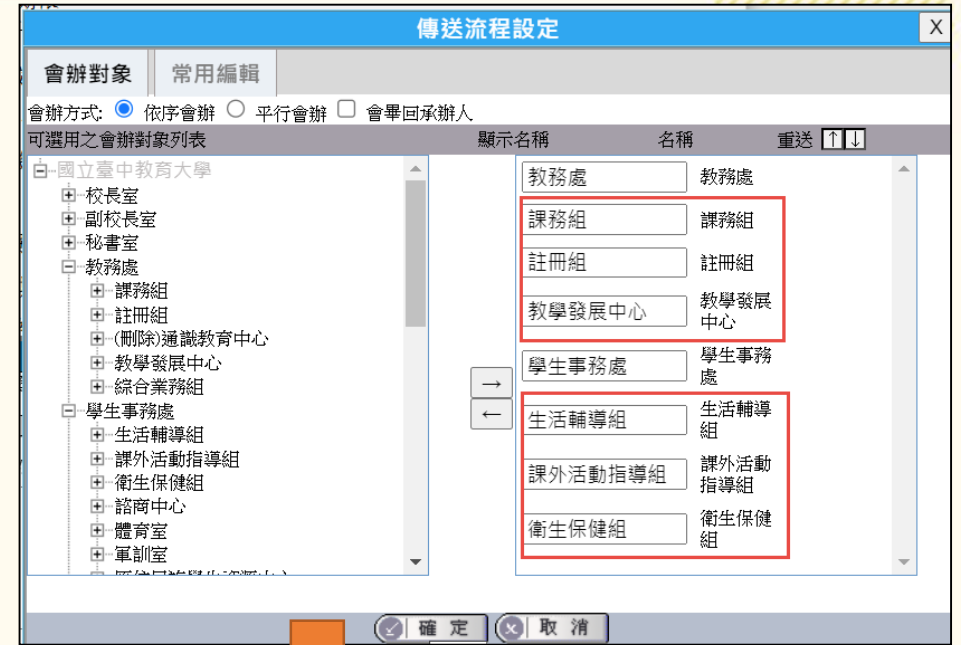 傳送流程設定 X
會辦對象 常用編輯
會辦方式: 依序會辦 平行會辦 會畢回承辦人
可選用之會辦對象列表 顯示名稱 名稱 重送 ↑ ↓
國立臺中教育大學
校長室
副校長室
秘書室
教務處
課務組
註冊組
(刪除)通識教育中心
教學發展中心
綜合業務組
學生事務處
生活輔導組
課外活動指導組
衛生保健組
諮商中心
體育室
軍訓室
→
←
教務處 教務處
課務組 課務組
註冊組 註冊組
教學發展中心 教學發展
中心
學生事務處 學生事務
處
生活輔導組 生活輔導
組
課外活動指導組 課外活動
指導組
衛生保健組 衛生保健
組
確定 取消